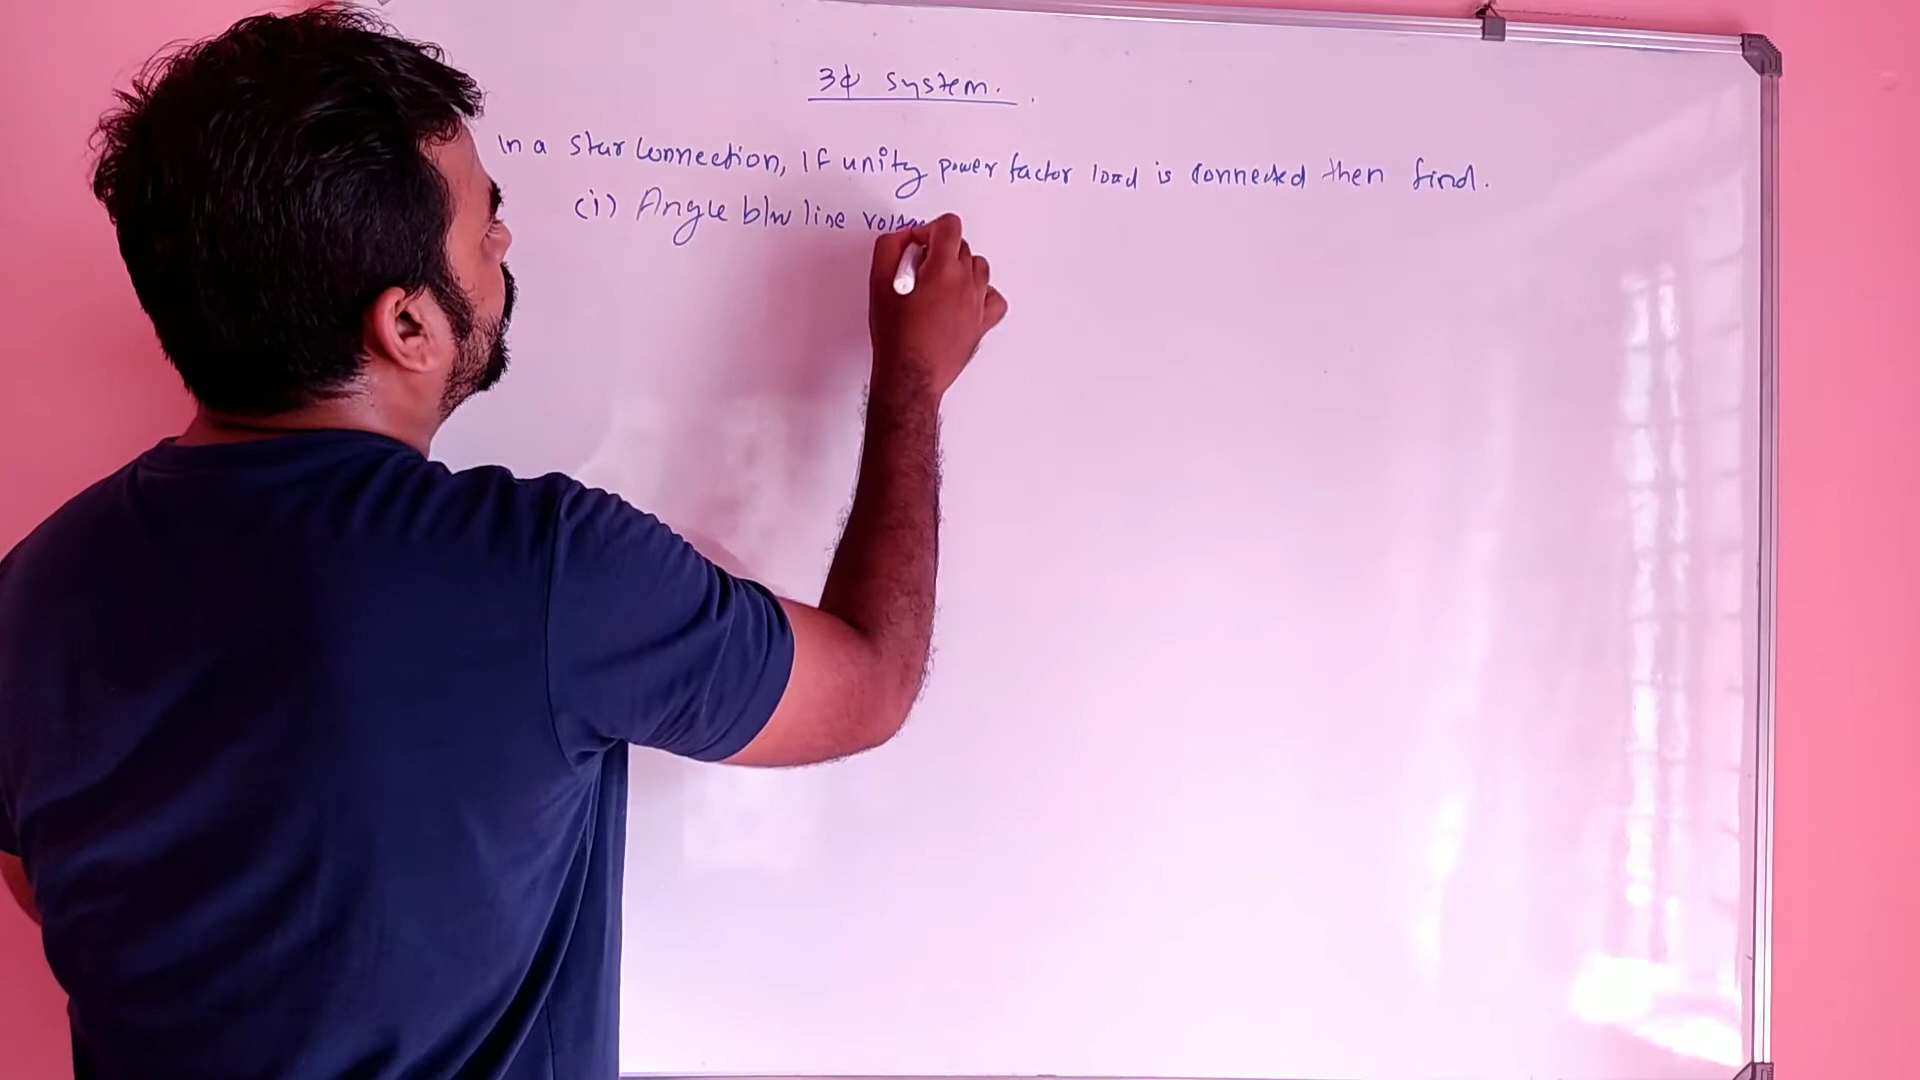 3ϕ system.
In a star connection, If unity power factor load is connected then find.
(i) Angle b/w line